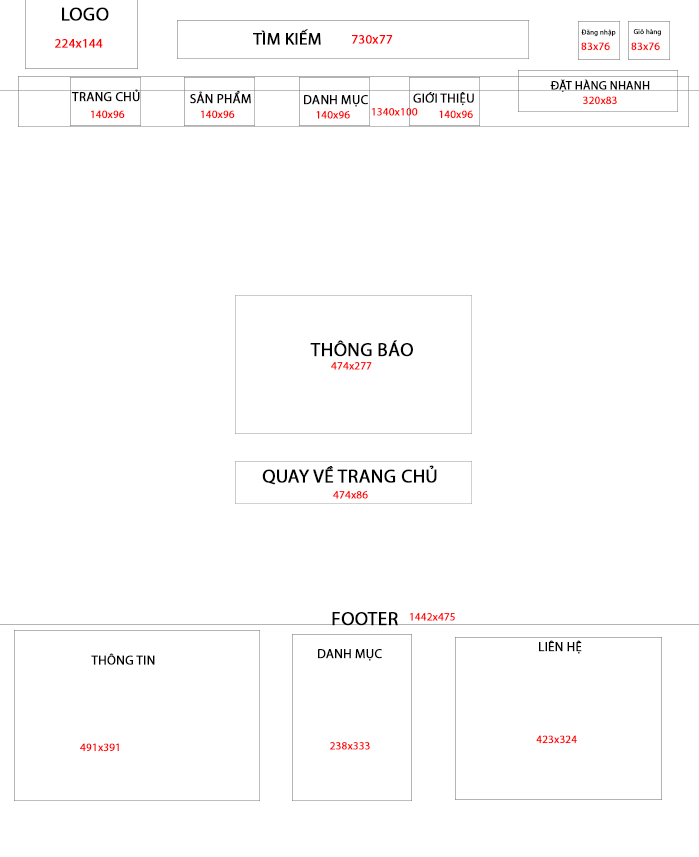 LOGO
224x144
TÌM KIẾM 730x77
Đăng nhập
83x76
Giỏ hàng
83x76
TRANG CHỦ
140x96
SẢN PHẨM
140x96
DANH MỤC
140x96
1340x100
GIỚI THIỆU
140x96
ĐẶT HÀNG NHANH
320x83
THÔNG BÁO
474x277
QUAY VỀ TRANG CHỦ
474x86
FOOTER 1442x475
THÔNG TIN
491x391
DANH MỤC
238x333
LIÊN HỆ
423x324